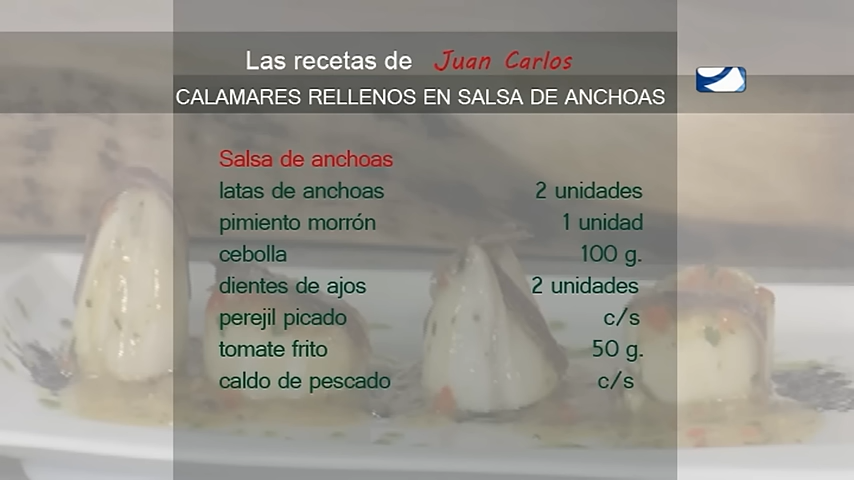 Las recetas de Juan Carlos
CALAMARES RELLENOS EN SALSA DE ANCHOAS
Salsa de anchoas
latas de anchoas 2 unidades
pimiento morrón 1 unidad
cebolla 100 g.
dientes de ajos 2 unidades
perejil picado c/s
tomate frito 50 g.
caldo de pescado c/s